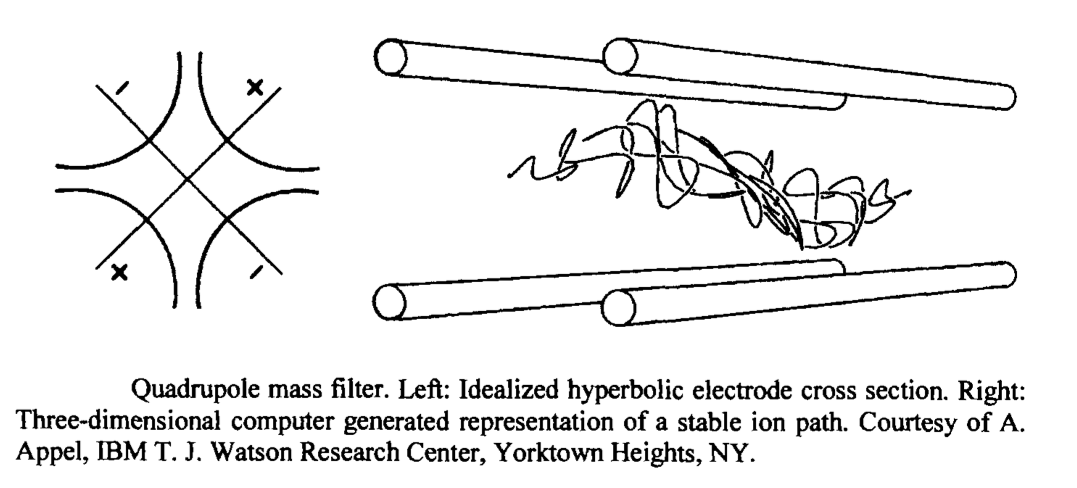 - +
+ -
Quadrupole mass filter. Left: Idealized hyperbolic electrode cross section. Right:
Three-dimensional computer generated representation of a stable ion path. Courtesy of A.
Appel, IBM T. J. Watson Research Center, Yorktown Heights, NY.